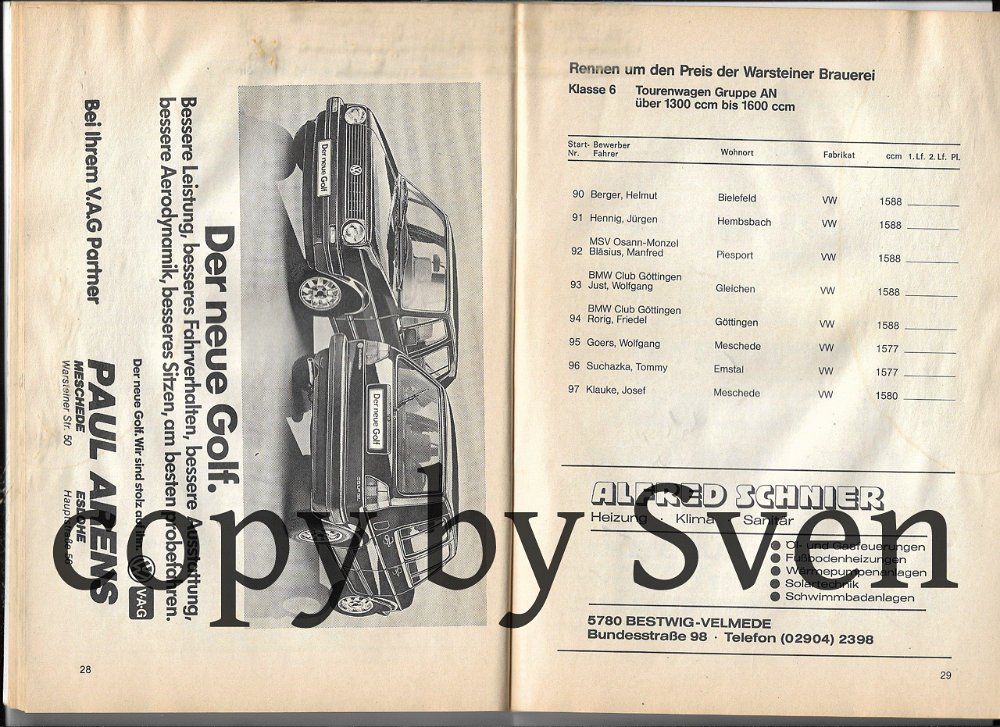 Der neue Golf.
Bessere Leistung, besseres Fahrverhalten, bessere Ausstattung,
bessere Aerodynamik, besseres Sitzen, am besten probefahren.
Bei Ihrem V.A.G Partner
Der neue Golf. Wir sind stolz auf ihn.
V·A·G
PAUL ARENS
MESCHEDE
Warsteiner Str. 50
ESLOHE
Hauptstraße 56
Der neue Golf
Der neue Golf
28
Rennen um den Preis der Warsteiner Brauerei
Klasse 6 Tourenwagen Gruppe AN
über 1300 ccm bis 1600 ccm
Start- Bewerber
Nr. Fahrer Wohnort Fabrikat ccm 1. Lf. 2. Lf. Pl.
90 Berger, Helmut Bielefeld VW 1588
91 Hennig, Jürgen Hembsbach VW 1588
MSV Osann-Monzel
92 Bläsius, Manfred Piesport VW 1588
BMW Club Göttingen
93 Just, Wolfgang Gleichen VW 1588
BMW Club Göttingen
94 Rorig, Friedel Göttingen VW 1588
95 Goers, Wolfgang Meschede VW 1577
96 Suchazka, Tommy Emstal VW 1577
97 Klauke, Josef Meschede VW 1580
ALFRED SCHNIER
Heizung · Klima · Sanitär
● Öl- und Gasfeuerungen
● Fußbodenheizungen
● Wärmepumpenanlagen
● Solartechnik
● Schwimmbadanlagen
5780 BESTWIG-VELMEDE
Bundesstraße 98 · Telefon (02904) 2398
29
Copy by Sven